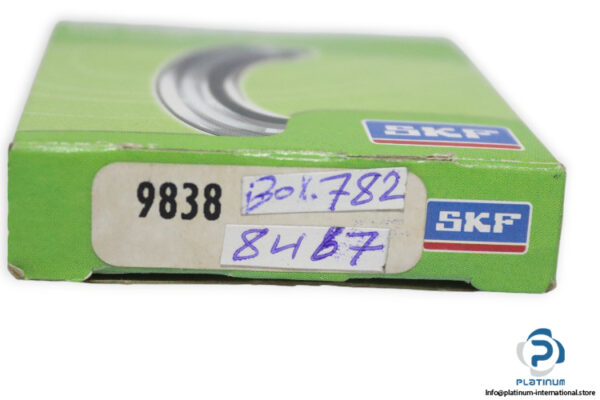 SKF
9838
Box.782
8467
SKF
PLATINUM
Info@platinum-international.store